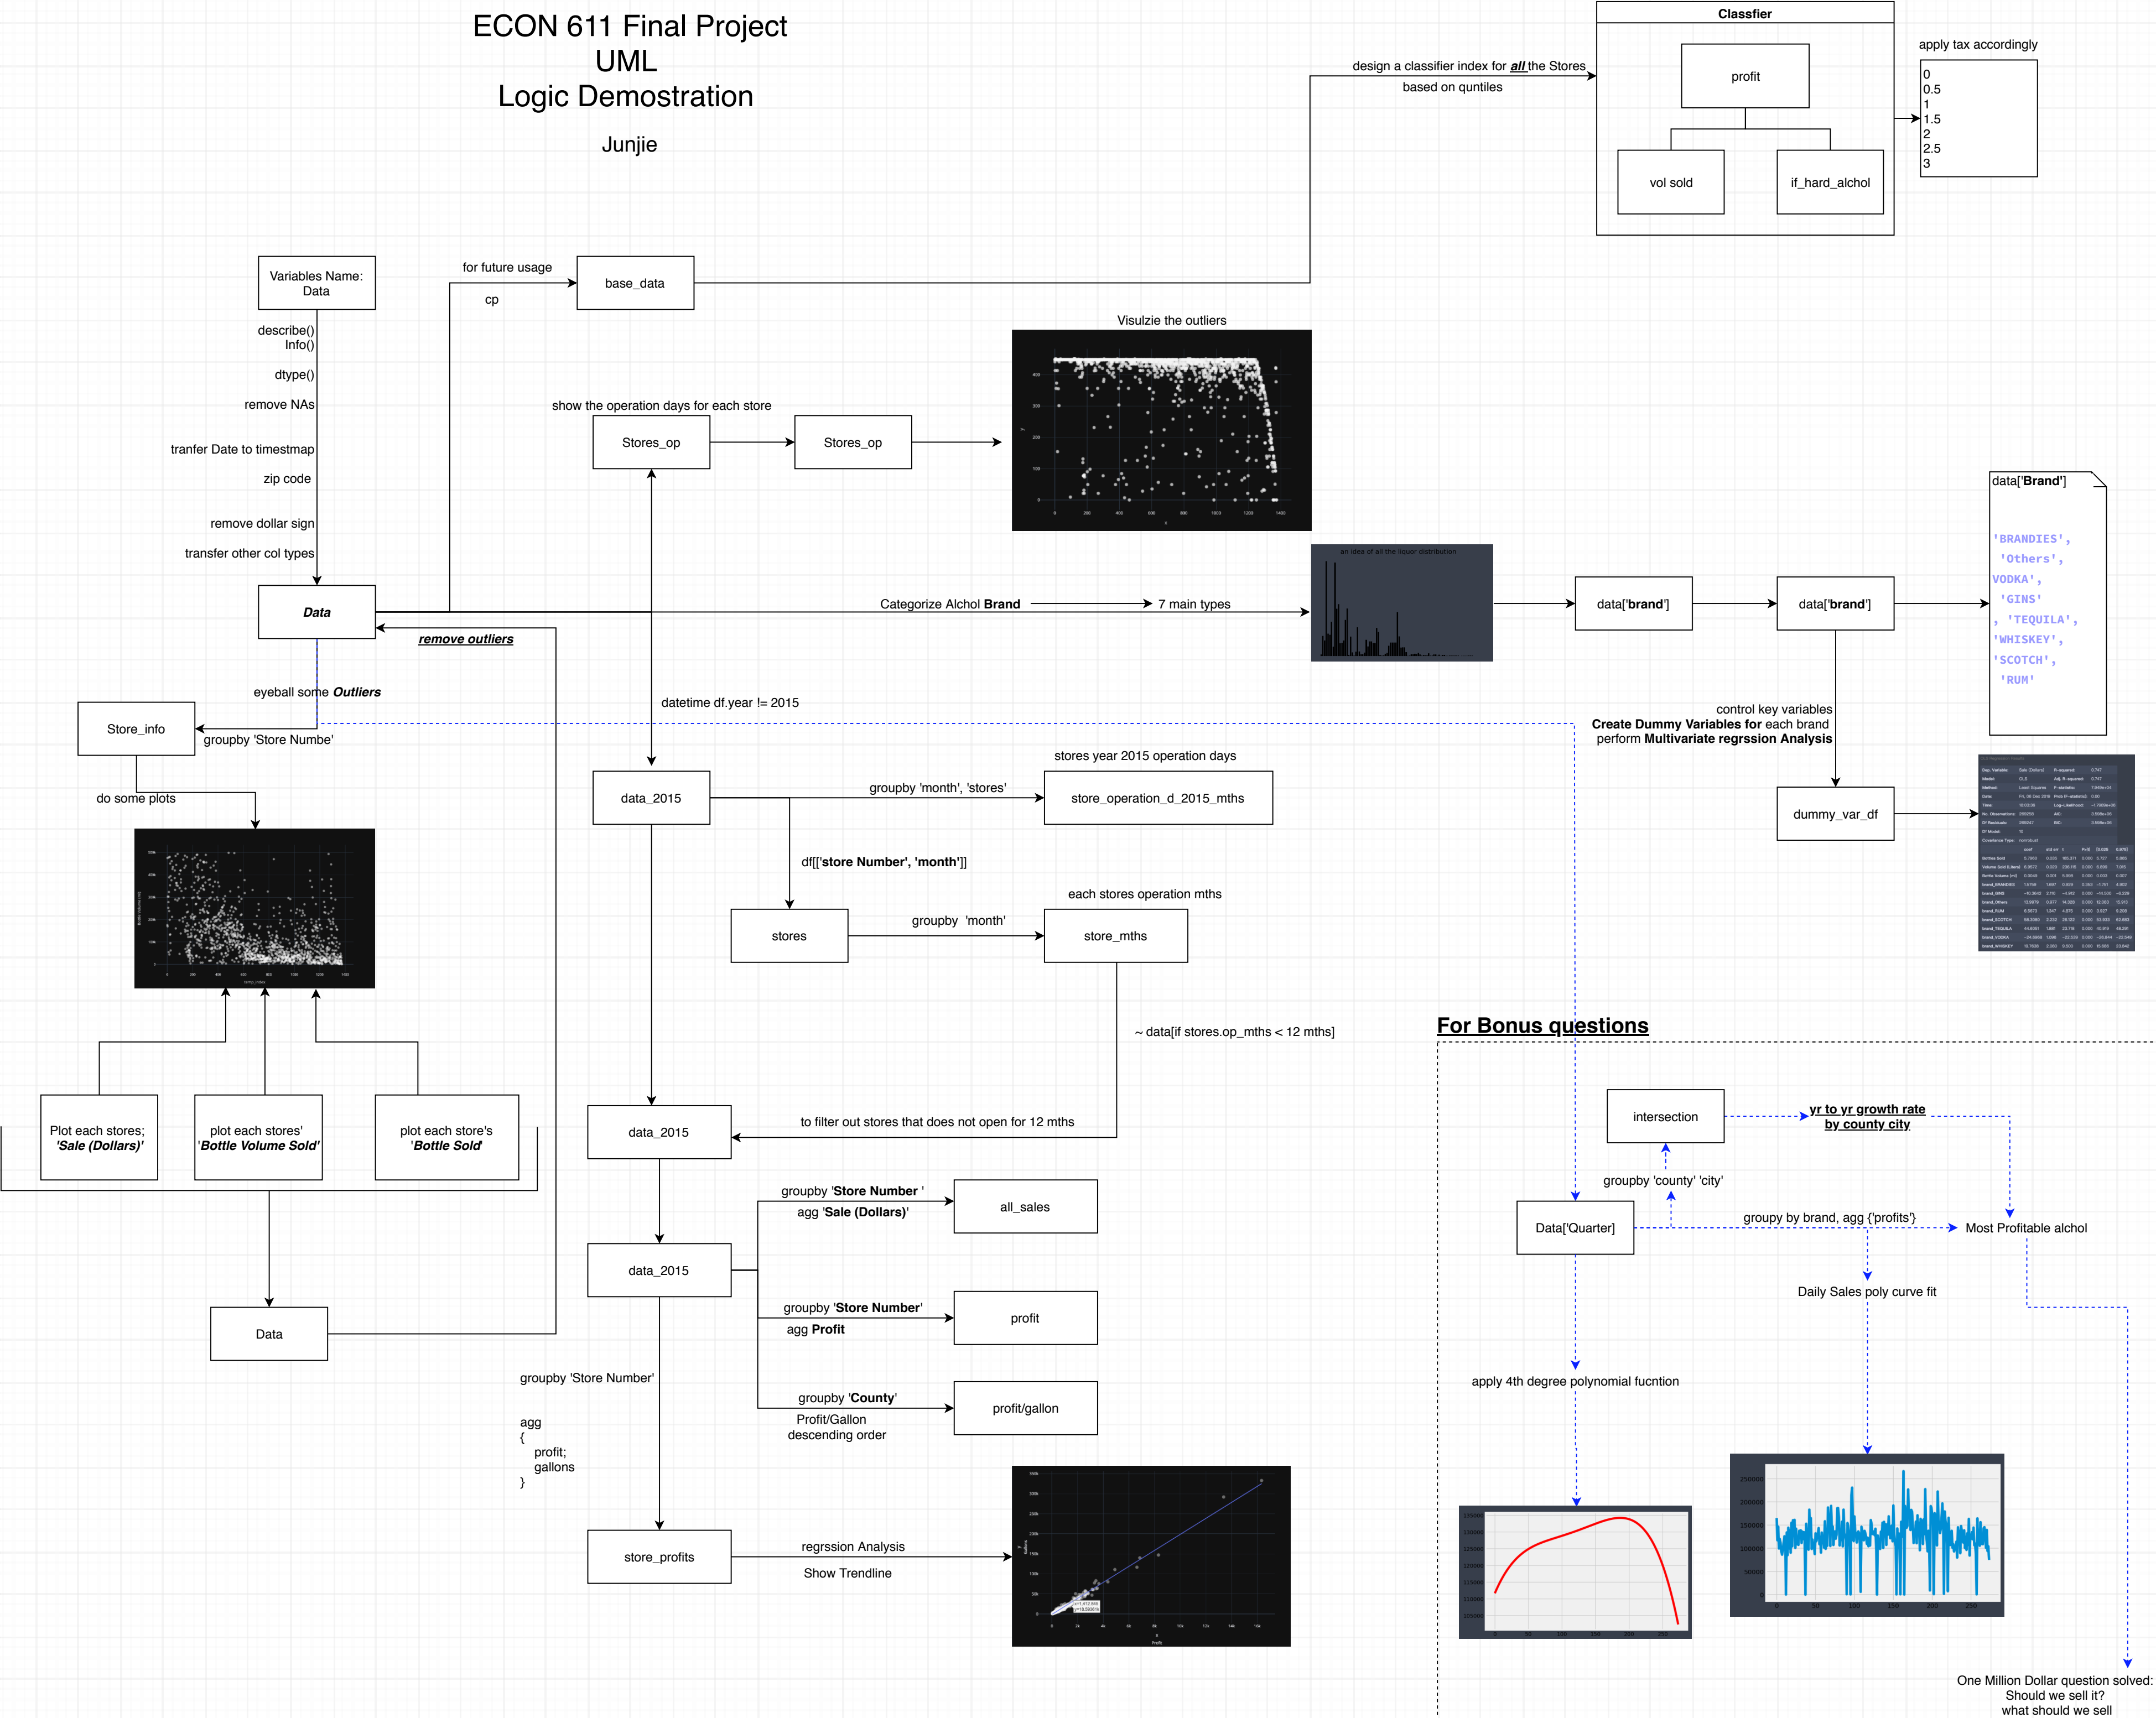 ECON 611 Final Project
UML
Logic Demostration
Junjie
Classfier
profit
vol sold
if_hard_alchol
design a classifier index for all the Stores
based on quntiles
apply tax accordingly
0
0.5
1
1.5
2
2.5
3
Variables Name:
Data
for future usage
cp
base_data
describe()
Info()
dtype()
remove NAs
tranfer Date to timestmap
zip code
remove dollar sign
transfer other col types
Visulzie the outliers
show the operation days for each store
Stores_op
Stores_op
Data
remove outliers
Categorize Alchol Brand
7 main types
an idea of all the liquor distribution
data['brand']
data['brand']
data['Brand']
'BRANDIES',
'Others',
VODKA',
'GINS'
, 'TEQUILA',
'WHISKEY',
'SCOTCH',
'RUM'
eyeball some Outliers
Store_info
groupby 'Store Numbe'
do some plots
datetime df.year != 2015
control key variables
Create Dummy Variables for each brand
perform Multivariate regrssion Analysis
dummy_var_df
stores year 2015 operation days
data_2015
groupby 'month', 'stores'
store_operation_d_2015_mths
df[['store Number', 'month']]
each stores operation mths
stores
groupby 'month'
store_mths
~ data[if stores.op_mths < 12 mths]
Plot each stores;
'Sale (Dollars)'
plot each stores'
'Bottle Volume Sold'
plot each store's
'Bottle Sold'
Data
data_2015
to filter out stores that does not open for 12 mths
groupby 'Store Number '
agg 'Sale (Dollars)'
all_sales
data_2015
groupby 'Store Number'
agg Profit
profit
groupby 'County'
Profit/Gallon
descending order
profit/gallon
groupby 'Store Number'
agg
{
profit;
gallons
}
store_profits
regrssion Analysis
Show Trendline
For Bonus questions
intersection
yr to yr growth rate
by county city
groupby 'county' 'city'
Data['Quarter]
groupy by brand, agg {'profits'}
Most Profitable alchol
Daily Sales poly curve fit
apply 4th degree polynomial fucntion
One Million Dollar question solved:
Should we sell it?
what should we sell